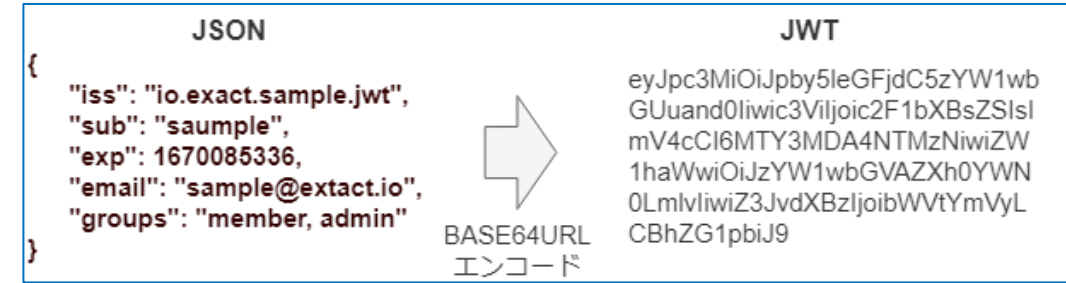 JSON
{
"iss": "io.exact.sample.jwt",
"sub": "saumple",
"exp": 1670085336,
"email": "sample@extact.io",
"groups": "member, admin"
}
BASE64URL
エンコード
JWT
eyJpc3MiOiJpby5leGFjdC5zYW1wb
GUuand0Iiwic3ViIjoic2F1bXBsZSIsI
mV4cCI6MTY3MDA4NTMzNiwiZW
1haWwiOiJzYW1wbGVAZXh0YWN
0LmlvIiwiZ3JvdXBzIjoibWVtYmVyL
CBhZG1pbiJ9